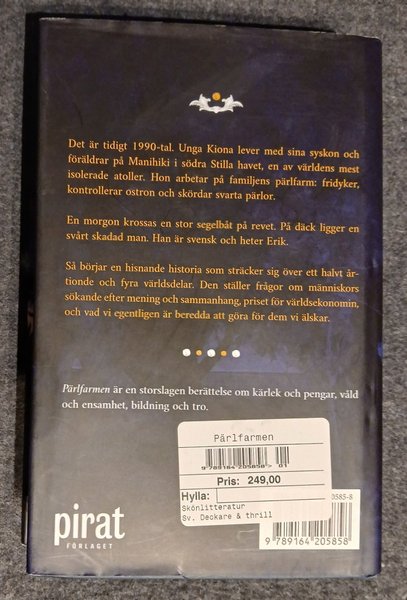 Det är tidigt 1990-tal. Unga Kiona lever med sina syskon och
föräldrar på Manihiki i södra Stilla havet, en av världens mest
isolerade atoller. Hon arbetar på familjens pärlfarm: fridyker,
kontrollerar ostron och skördar svarta pärlor.
En morgon krossas en stor segelbåt på revet. På däck ligger en
svårt skadad man. Han är svensk och heter Erik.
Så börjar en hisnande historia som sträcker sig över ett halvt år-
tionde och fyra världsdelar. Den ställer frågor om människors
sökande efter mening och sammanhang, priset för världsekonomin,
och vad vi egentligen är beredda att göra för dem vi älskar.
Pärlfarmen är en storslagen berättelse om kärlek och pengar, våld
och ensamhet, bildning och tro.
Pärlfarmen
9 789164 205858 > 01
Pris: 249,00
Hylla:
Skönlitteratur
Sv. Deckare & thrill
0585-8
9 789164 205858
pirat
FÖRLAGET